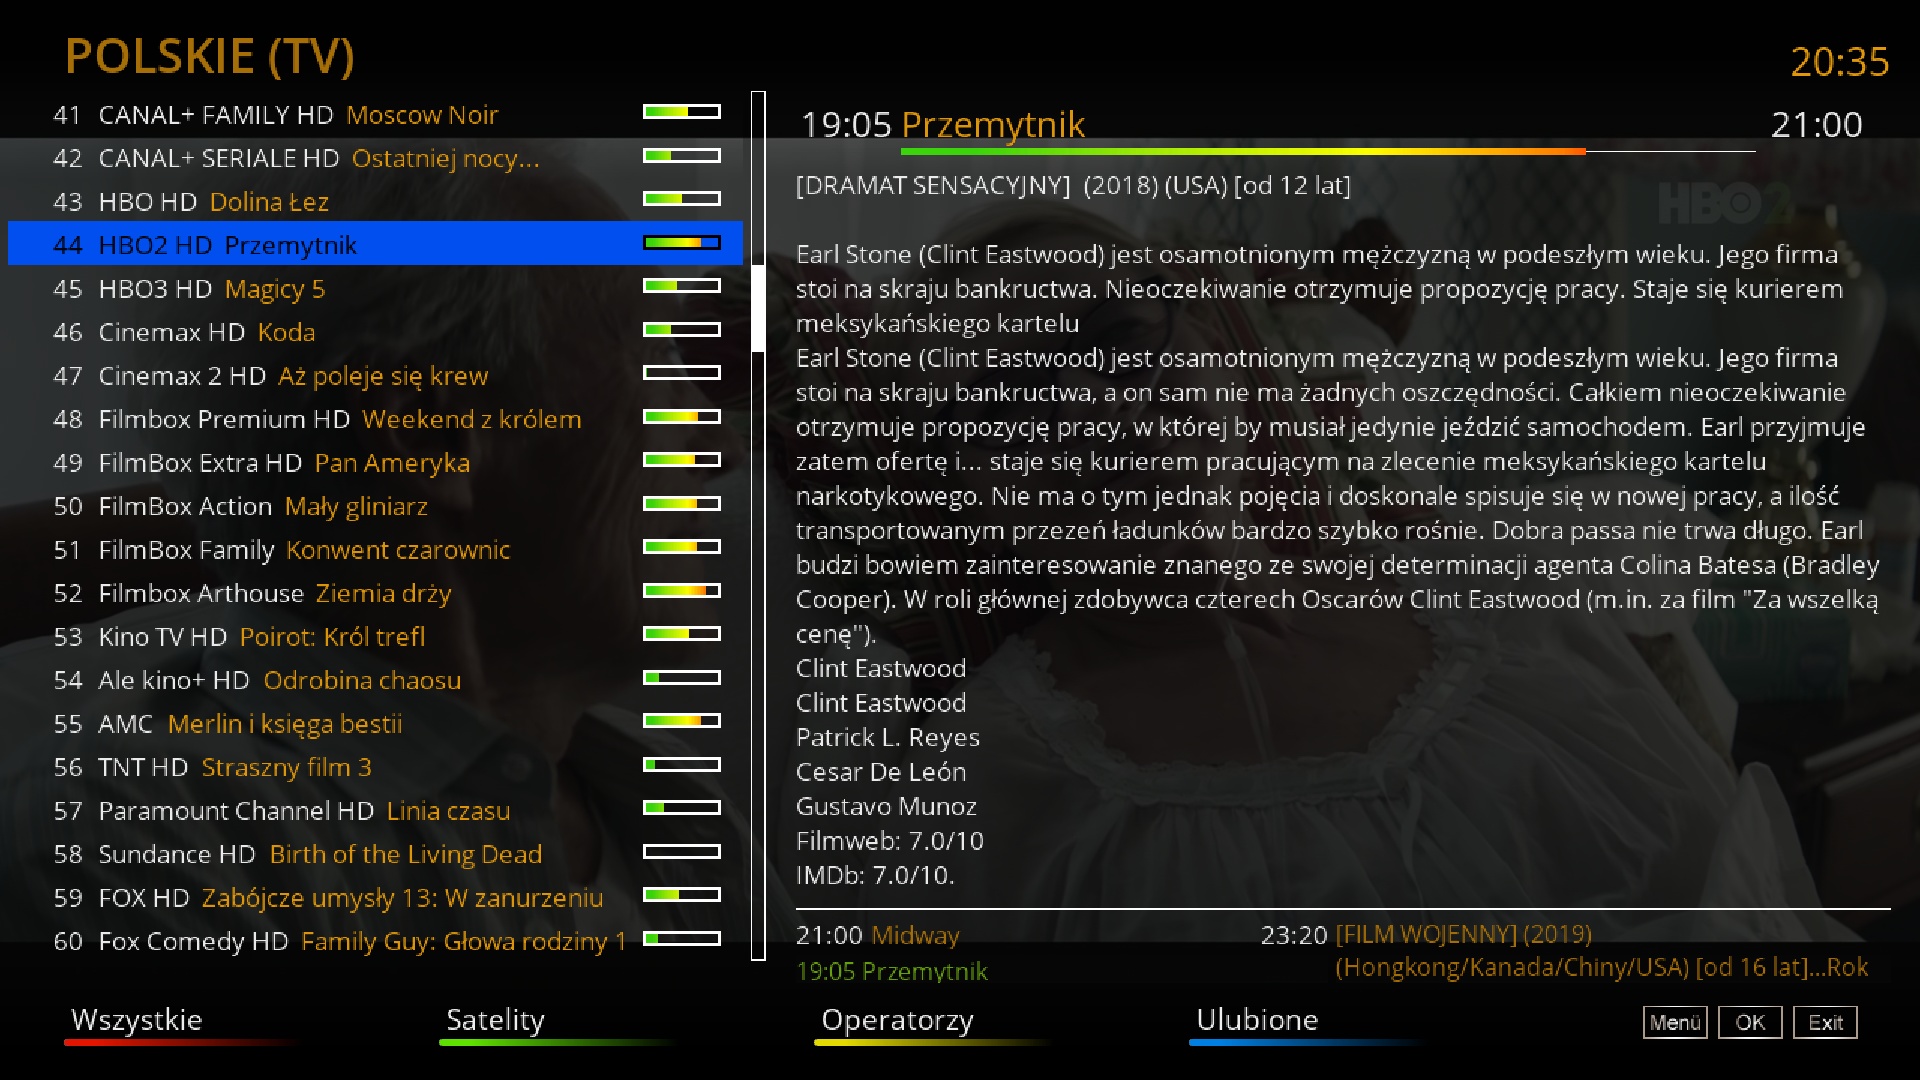 POLSKIE (TV)
20:35
41 CANAL+ FAMILY HD Moscow Noir
42 CANAL+ SERIALE HD Ostatniej nocy...
43 HBO HD Dolina Łez
44 HBO2 HD Przemytnik
45 HBO3 HD Magicy 5
46 Cinemax HD Koda
47 Cinemax 2 HD Aż poleje się krew
48 Filmbox Premium HD Weekend z królem
49 FilmBox Extra HD Pan Ameryka
50 FilmBox Action Mały gliniarz
51 FilmBox Family Konwent czarownic
52 Filmbox Arthouse Ziemia drży
53 Kino TV HD Poirot: Król trefl
54 Ale kino+ HD Odrobina chaosu
55 AMC Merlin i księga bestii
56 TNT HD Straszny film 3
57 Paramount Channel HD Linia czasu
58 Sundance HD Birth of the Living Dead
59 FOX HD Zabójcze umysły 13: W zanurzeniu
60 Fox Comedy HD Family Guy: Głowa rodziny 1
19:05 Przemytnik 21:00
[DRAMAT SENSACYJNY] (2018) (USA) [od 12 lat]
HBO2
Earl Stone (Clint Eastwood) jest osamotnionym mężczyzną w podeszłym wieku. Jego firma
stoi na skraju bankructwa. Nieoczekiwanie otrzymuje propozycję pracy. Staje się kurierem
meksykańskiego kartelu
Earl Stone (Clint Eastwood) jest osamotnionym mężczyzną w podeszłym wieku. Jego firma
stoi na skraju bankructwa, a on sam nie ma żadnych oszczędności. Całkiem nieoczekiwanie
otrzymuje propozycję pracy, w której by musiał jedynie jeździć samochodem. Earl przyjmuje
zatem ofertę i... staje się kurierem pracującym na zlecenie meksykańskiego kartelu
narkotykowego. Nie ma o tym jednak pojęcia i doskonale spisuje się w nowej pracy, a ilość
transportowanym przezeń ładunków bardzo szybko rośnie. Dobra passa nie trwa długo. Earl
budzi bowiem zainteresowanie znanego ze swojej determinacji agenta Colina Batesa (Bradley
Cooper). W roli głównej zdobywca czterech Oscarów Clint Eastwood (m.in. za film "Za wszelką
cenę").
Clint Eastwood
Clint Eastwood
Patrick L. Reyes
Cesar De León
Gustavo Munoz
Filmweb: 7.0/10
IMDb: 7.0/10.
21:00 Midway 23:20 [FILM WOJENNY] (2019)
19:05 Przemytnik (Hongkong/Kanada/Chiny/USA) [od 16 lat]...Rok
Wszystkie Satelity Operatorzy Ulubione Menü OK Exit